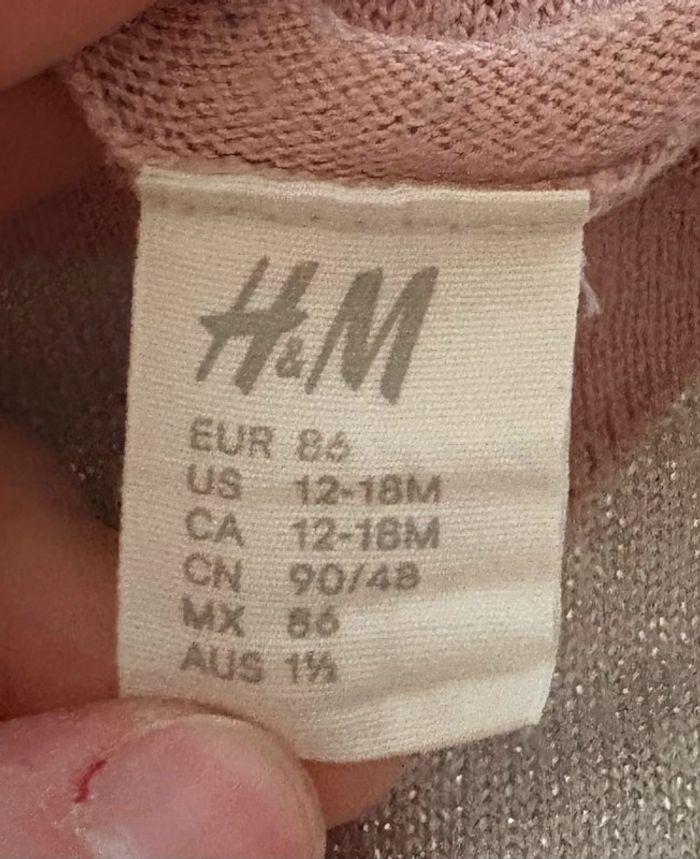 H&M
EUR 86
US 12-18M
CA 12-18M
CN 90/48
MX 86
AUS 1½